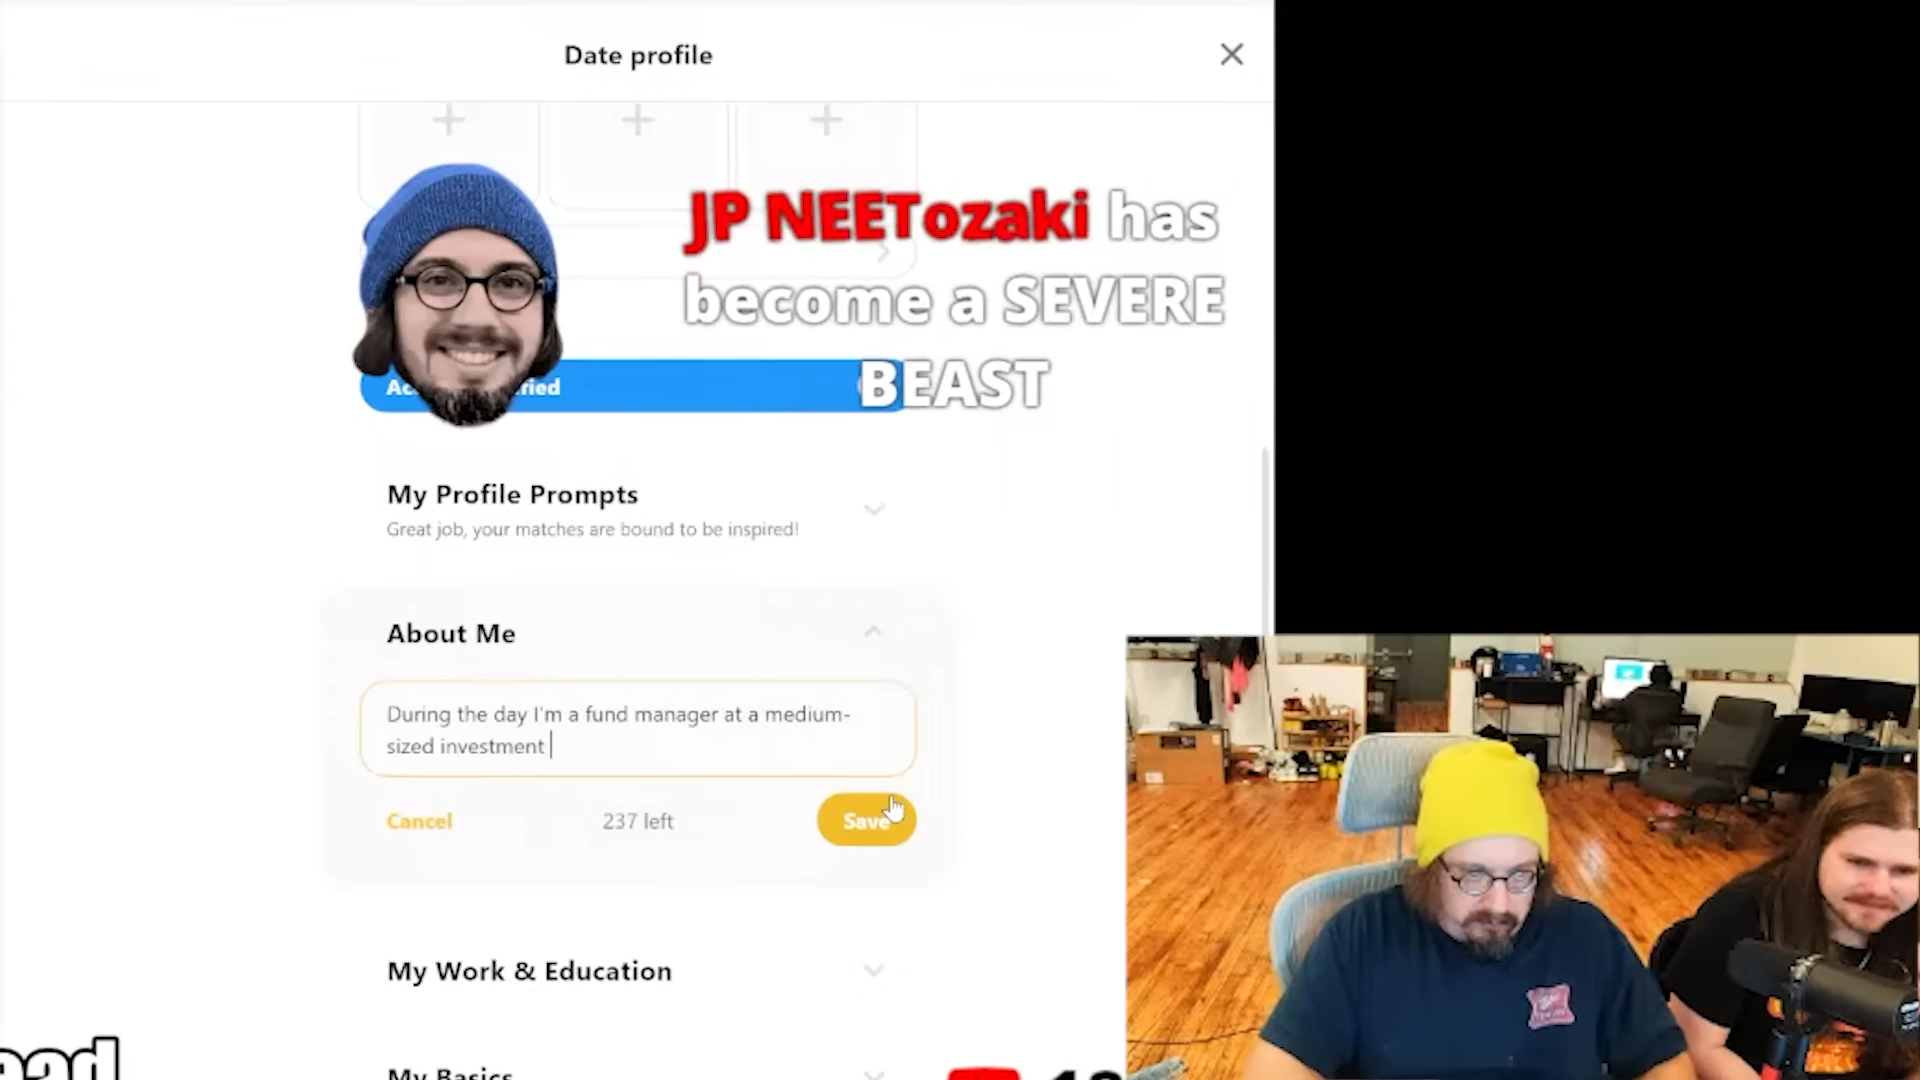 Date profile
JP NEETozaki has
become a SEVERE
BEAST
My Profile Prompts
Great job, your matches are bound to be inspired!
About Me
During the day I'm a fund manager at a medium-
sized investment
Cancel
237 left
Save
My Work & Education
My Basics